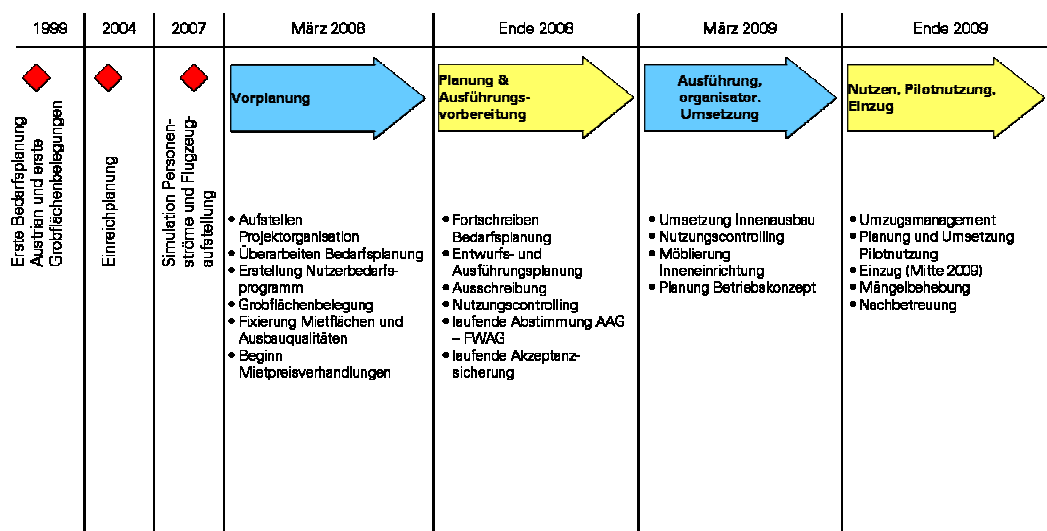 1999
2004
2007
März 2008
Ende 2008
März 2009
Ende 2009
Erste Bedarfsplanung
Austrian und erste
Grobflächenbelegungen
Einreichplanung
Simulation Personen-
ströme und Flugzeug-
aufstellung
Vorplanung
• Aufstellen
Projektorganisation
• Überarbeiten Bedarfsplanung
• Erstellung Nutzerbedarfs-
programm
• Grobflächenbelegung
• Fixierung Mietflächen und
Ausbauqualitäten
• Beginn
Mietpreisverhandlungen
Planung &
Ausführungs-
vorbereitung
• Fortschreiben
Bedarfsplanung
• Entwurfs- und
Ausführungsplanung
• Ausschreibung
• Nutzungscontrolling
• laufende Abstimmung AAG
– FWAG
• laufende Akzeptanz-
sicherung
Ausführung,
organisator.
Umsetzung
• Umsetzung Innenausbau
• Nutzungscontrolling
• Möblierung
Inneneinrichtung
• Planung Betriebskonzept
Nutzen, Pilotnutzung,
Einzug
• Umzugsmanagement
• Planung und Umsetzung
Pilotnutzung
• Einzug (Mitte 2009)
• Mängelbehebung
• Nachbetreuung